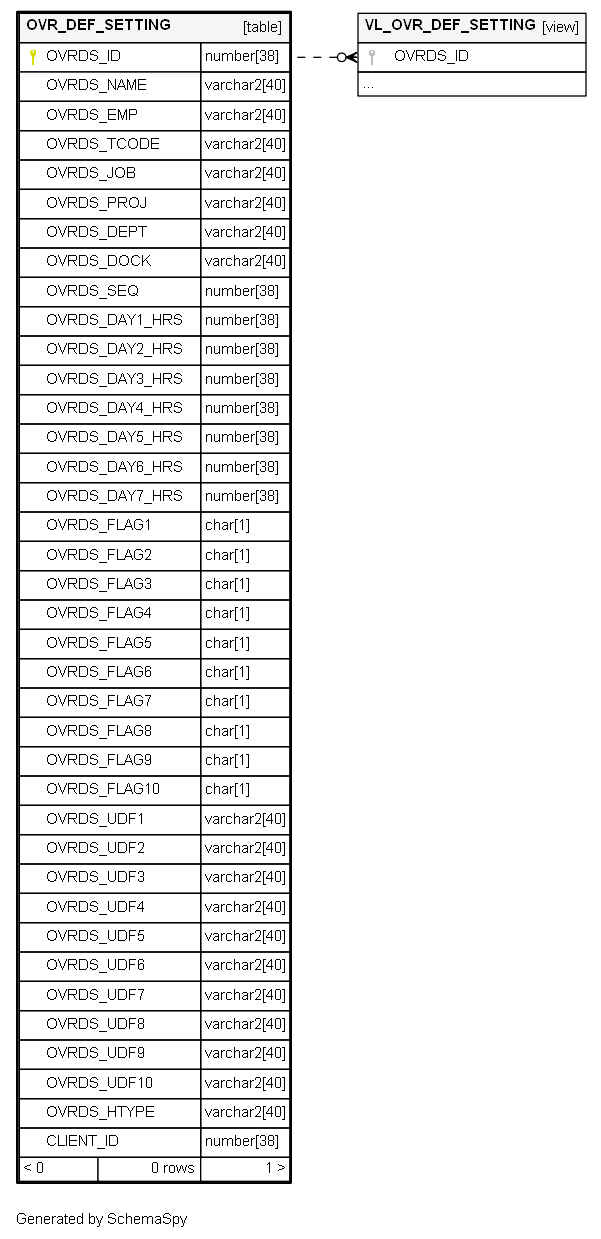 OVR_DEF_SETTING [table]
OVRDS_ID number[38]
OVRDS_NAME varchar2[40]
OVRDS_EMP varchar2[40]
OVRDS_TCODE varchar2[40]
OVRDS_JOB varchar2[40]
OVRDS_PROJ varchar2[40]
OVRDS_DEPT varchar2[40]
OVRDS_DOCK varchar2[40]
OVRDS_SEQ number[38]
OVRDS_DAY1_HRS number[38]
OVRDS_DAY2_HRS number[38]
OVRDS_DAY3_HRS number[38]
OVRDS_DAY4_HRS number[38]
OVRDS_DAY5_HRS number[38]
OVRDS_DAY6_HRS number[38]
OVRDS_DAY7_HRS number[38]
OVRDS_FLAG1 char[1]
OVRDS_FLAG2 char[1]
OVRDS_FLAG3 char[1]
OVRDS_FLAG4 char[1]
OVRDS_FLAG5 char[1]
OVRDS_FLAG6 char[1]
OVRDS_FLAG7 char[1]
OVRDS_FLAG8 char[1]
OVRDS_FLAG9 char[1]
OVRDS_FLAG10 char[1]
OVRDS_UDF1 varchar2[40]
OVRDS_UDF2 varchar2[40]
OVRDS_UDF3 varchar2[40]
OVRDS_UDF4 varchar2[40]
OVRDS_UDF5 varchar2[40]
OVRDS_UDF6 varchar2[40]
OVRDS_UDF7 varchar2[40]
OVRDS_UDF8 varchar2[40]
OVRDS_UDF9 varchar2[40]
OVRDS_UDF10 varchar2[40]
OVRDS_HTYPE varchar2[40]
CLIENT_ID number[38]
< 0 0 rows 1 >
VL_OVR_DEF_SETTING [view]
OVRDS_ID
...
Generated by SchemaSpy